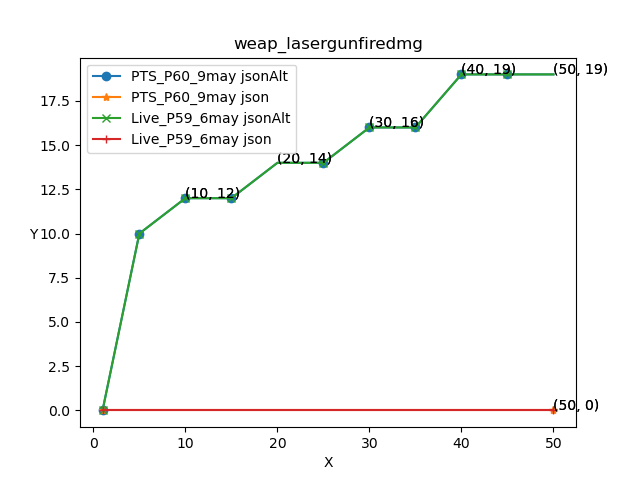 weap_lasergunfiredmg
PTS_P60_9may jsonAlt
PTS_P60_9may json
Live_P59_6may jsonAlt
Live_P59_6may json
(40, 19)
(50, 19)
(30, 16)
(20, 14)
(10, 12)
(50, 0)
17.5
15.0
12.5
10.0
7.5
5.0
2.5
0.0
Y
0
10
20
30
40
50
X